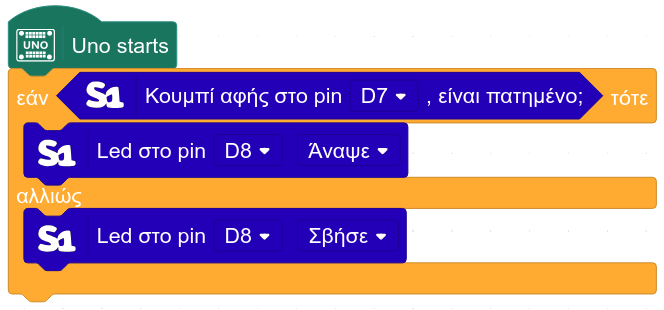 UNO Uno starts
εάν S1 Κουμπί αφής στο pin D7 , είναι πατημένο; τότε
S1 Led στο pin D8 Άναψε
αλλιώς
S1 Led στο pin D8 Σβήσε